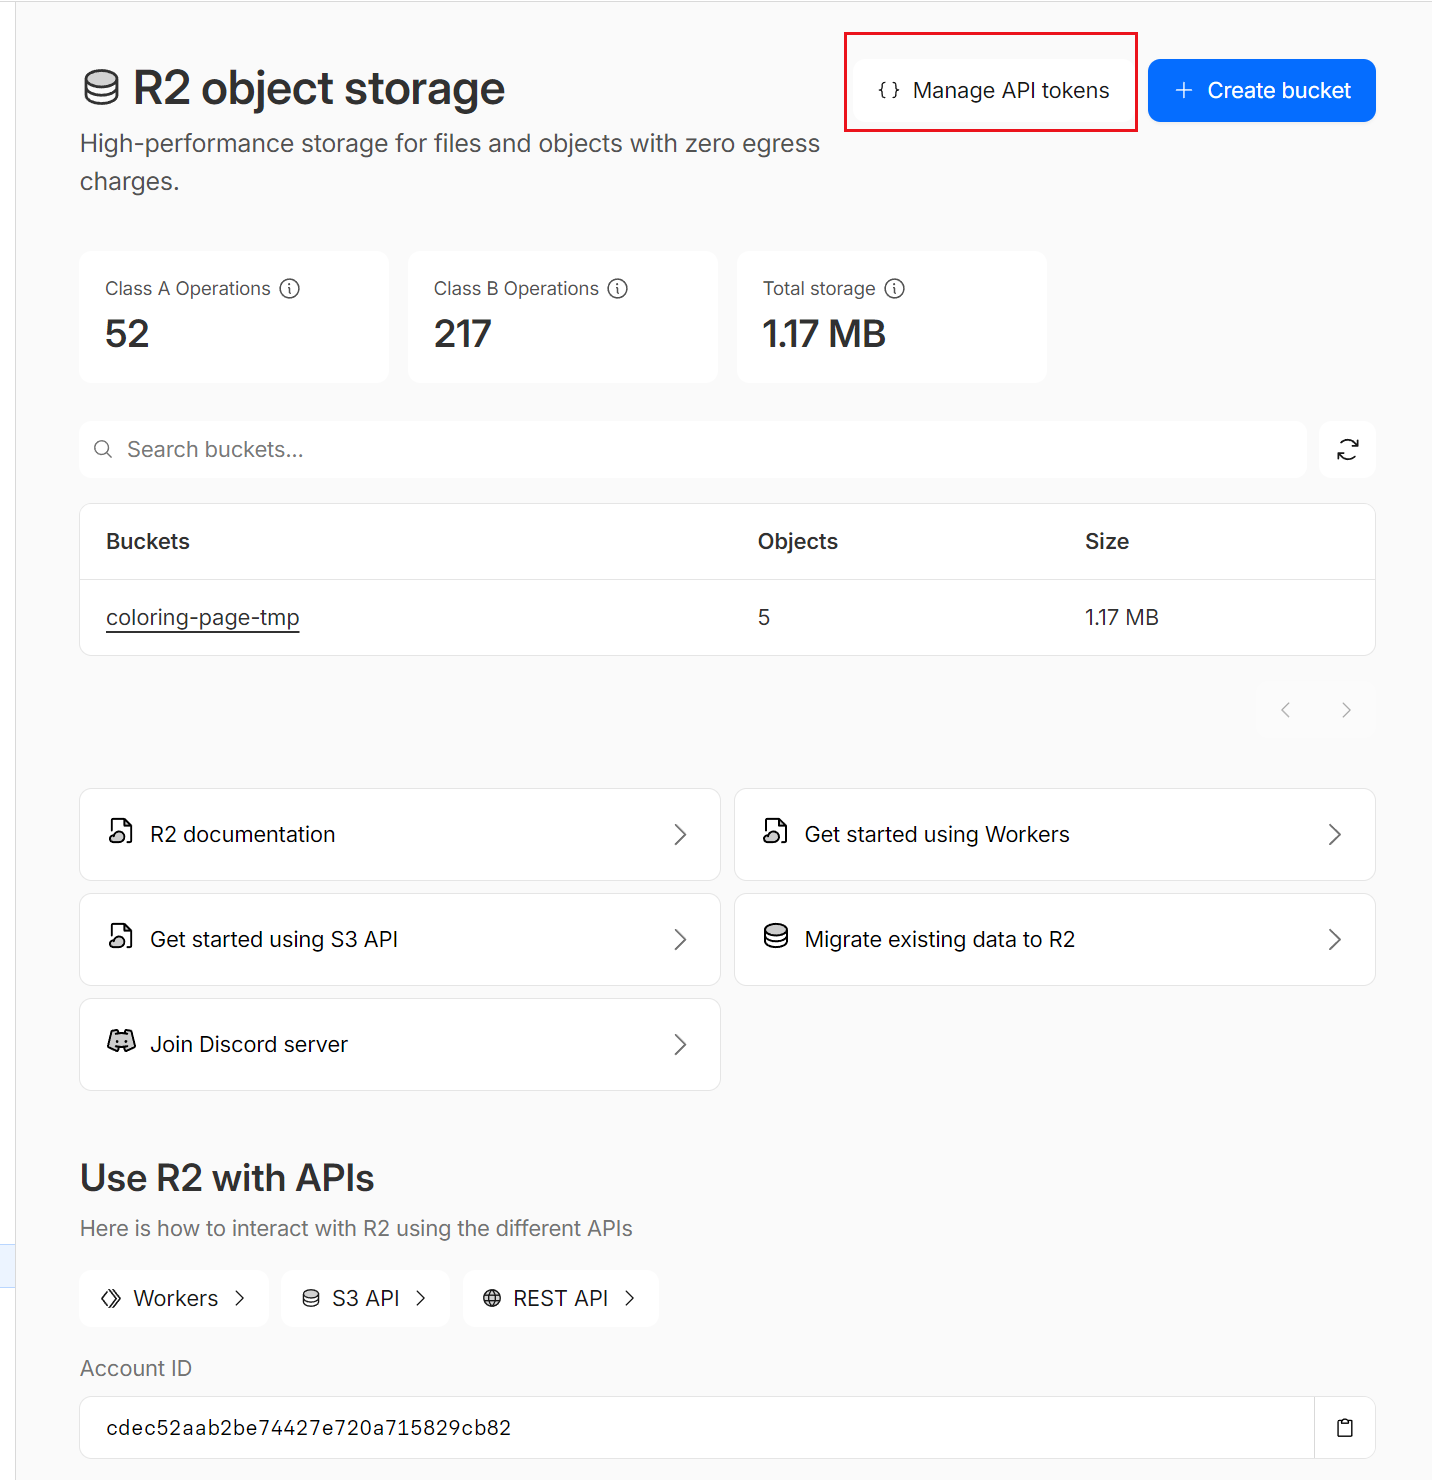 R2 object storage
{ } Manage API tokens
+ Create bucket
High-performance storage for files and objects with zero egress
charges.
Class A Operations
52
Class B Operations
217
Total storage
1.17 MB
Search buckets...
Buckets Objects Size
coloring-page-tmp 5 1.17 MB
R2 documentation
Get started using Workers
Get started using S3 API
Migrate existing data to R2
Join Discord server
Use R2 with APIs
Here is how to interact with R2 using the different APIs
Workers
S3 API
REST API
Account ID
cdec52aab2be74427e720a715829cb82